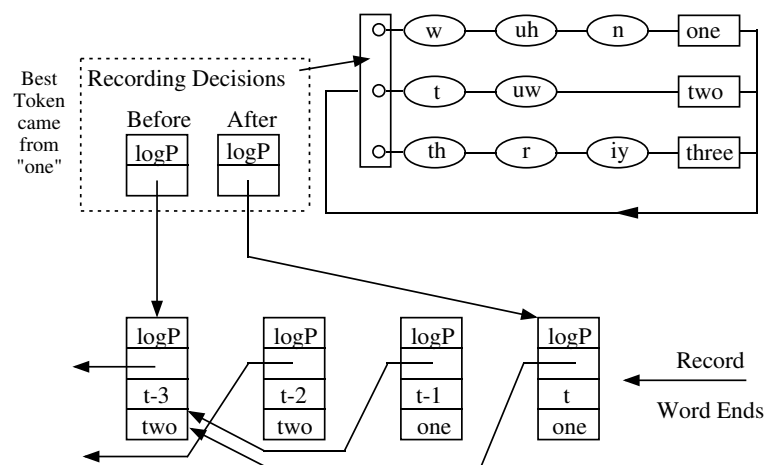 w uh n one
Best
Token
came
from
"one"
Recording Decisions
Before After
logP logP
t uw two
th r iy three
logP logP logP logP
t-3 t-2 t-1 t
two two one one
Record
Word Ends